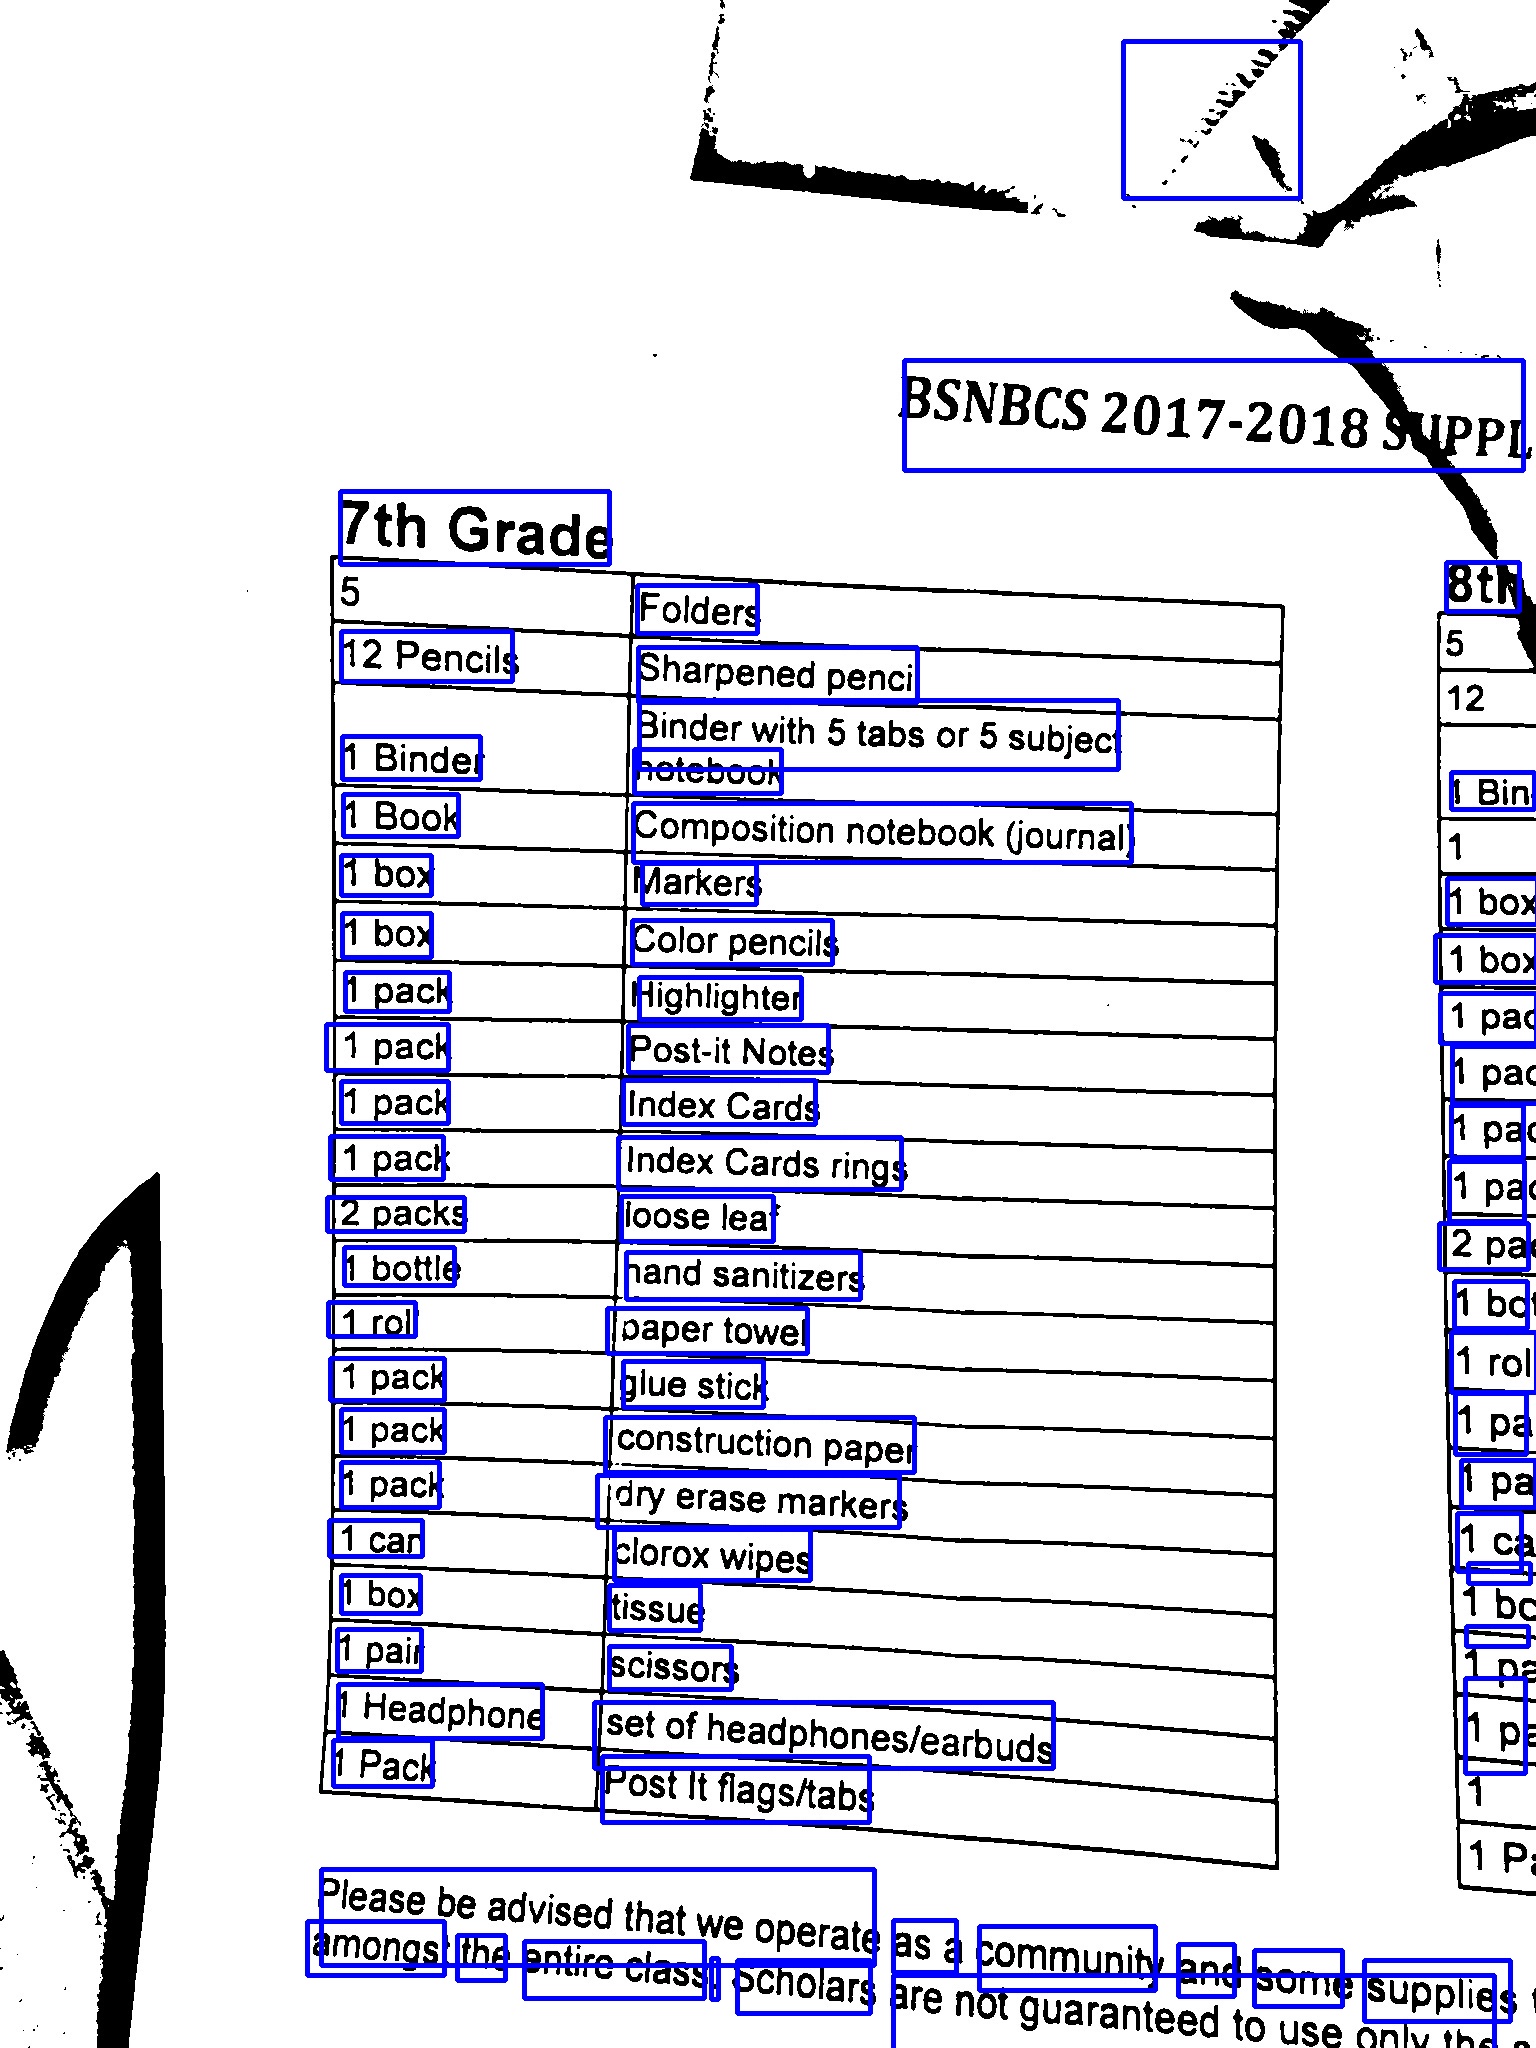 BSNBCS 2017-2018 SUPPL
7th Grade
5 Folders
12 Pencils Sharpened penci
1 Binder Binder with 5 tabs or 5 subject
notebook
1 Book Composition notebook (journal)
1 box Markers
1 box Color pencils
1 pack Highlighter
1 pack Post-it Notes
1 pack Index Cards
1 pack Index Cards rings
2 packs loose leaf
1 bottle hand sanitizers
1 roll paper towel
1 pack glue stick
1 pack construction paper
1 pack dry erase markers
1 can clorox wipes
1 box tissue
1 pair scissors
1 Headphone set of headphones/earbuds
1 Pack Post It flags/tabs
8th
5
12
1 Bin
1
1 box
1 box
1 pac
1 pac
1 pac
1 pac
2 pa
1 bot
1 roll
1 pa
1 pa
1 ca
1 bo
1 pa
1 pa
1
1 Pa
Please be advised that we operate as a community and some supplies
amongst the entire class. Scholars are not guaranteed to use only the